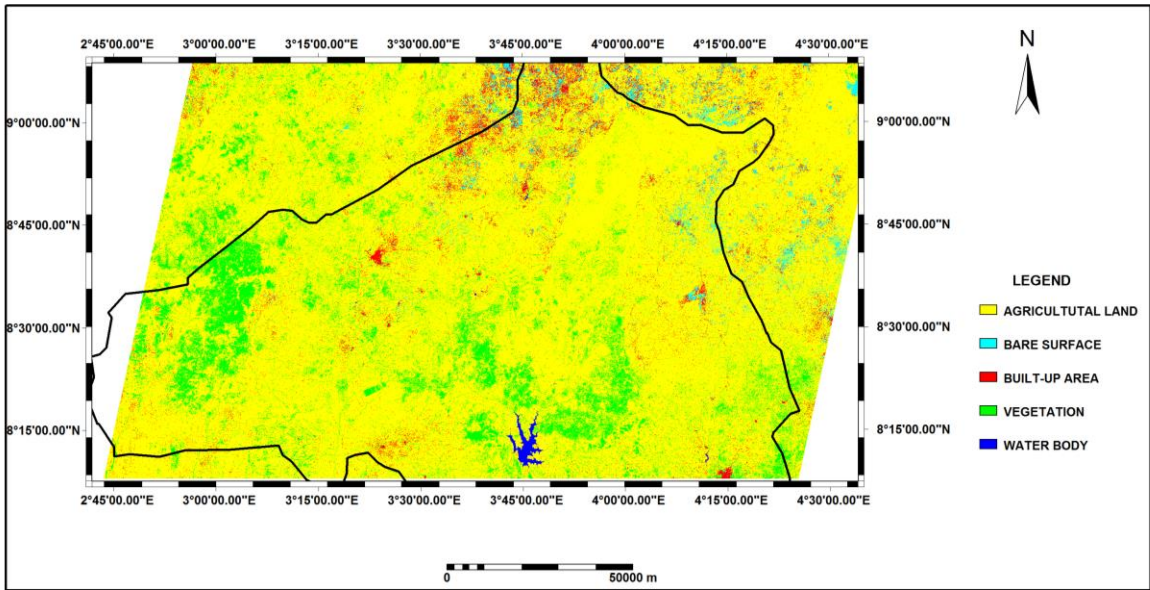 2°45'00.00"E 3°00'00.00"E 3°15'00.00"E 3°30'00.00"E 3°45'00.00"E 4°00'00.00"E 4°15'00.00"E 4°30'00.00"E
N
9°00'00.00"N 9°00'00.00"N
8°45'00.00"N 8°45'00.00"N
8°30'00.00"N 8°30'00.00"N
8°15'00.00"N 8°15'00.00"N
2°45'00.00"E 3°00'00.00"E 3°15'00.00"E 3°30'00.00"E 3°45'00.00"E 4°00'00.00"E 4°15'00.00"E 4°30'00.00"E
LEGEND
AGRICULTUTAL LAND
BARE SURFACE
BUILT-UP AREA
VEGETATION
WATER BODY
0 50000 m